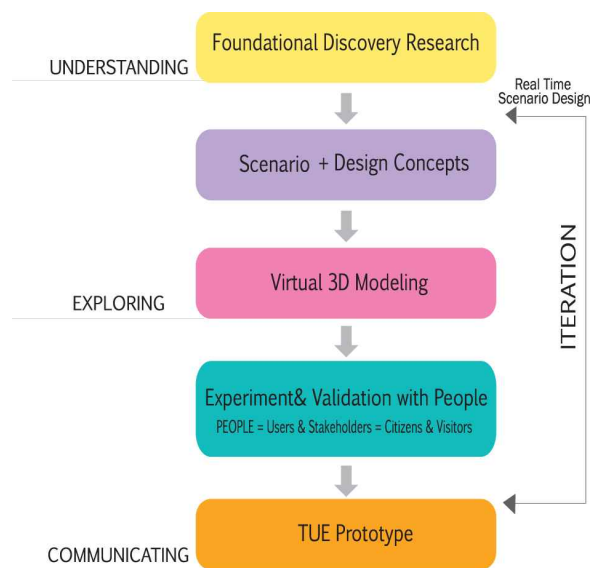 Foundational Discovery Research
UNDERSTANDING
Real Time
Scenario Design
Scenario + Design Concepts
ITERATION
Virtual 3D Modeling
EXPLORING
Experiment& Validation with People
PEOPLE = Users & Stakeholders = Citizens & Visitors
TUE Prototype
COMMUNICATING